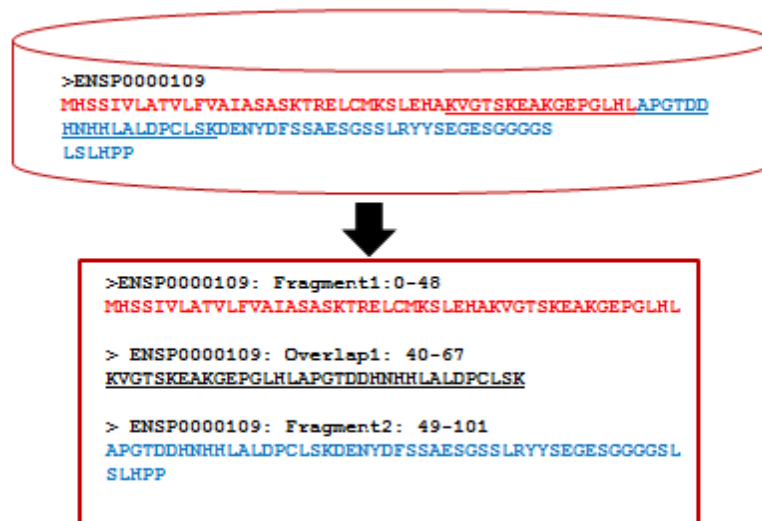 >ENSP0000109
MHSSIVLATVLFVAIASASKTRELCMKSLEHAKVGTSKEAKGEPGLHLAPGTDD
HNHHLALDPCLSKDENYDFSSAESGSSLRYYSEGESGGGGS
LSLHPP
>ENSP0000109: Fragment1:0-48
MHSSIVLATVLFVAIASASKTRELCMKSLEHAKVGTSKEAKGEPGLHL
> ENSP0000109: Overlap1: 40-67
KVGTSKEAKGEPGLHLAPGTDDHNHHLALDPCLSK
> ENSP0000109: Fragment2: 49-101
APGTDDHNHHLALDPCLSKDENYDFSSAESGSSLRYYSEGESGGGGSL
SLHPP